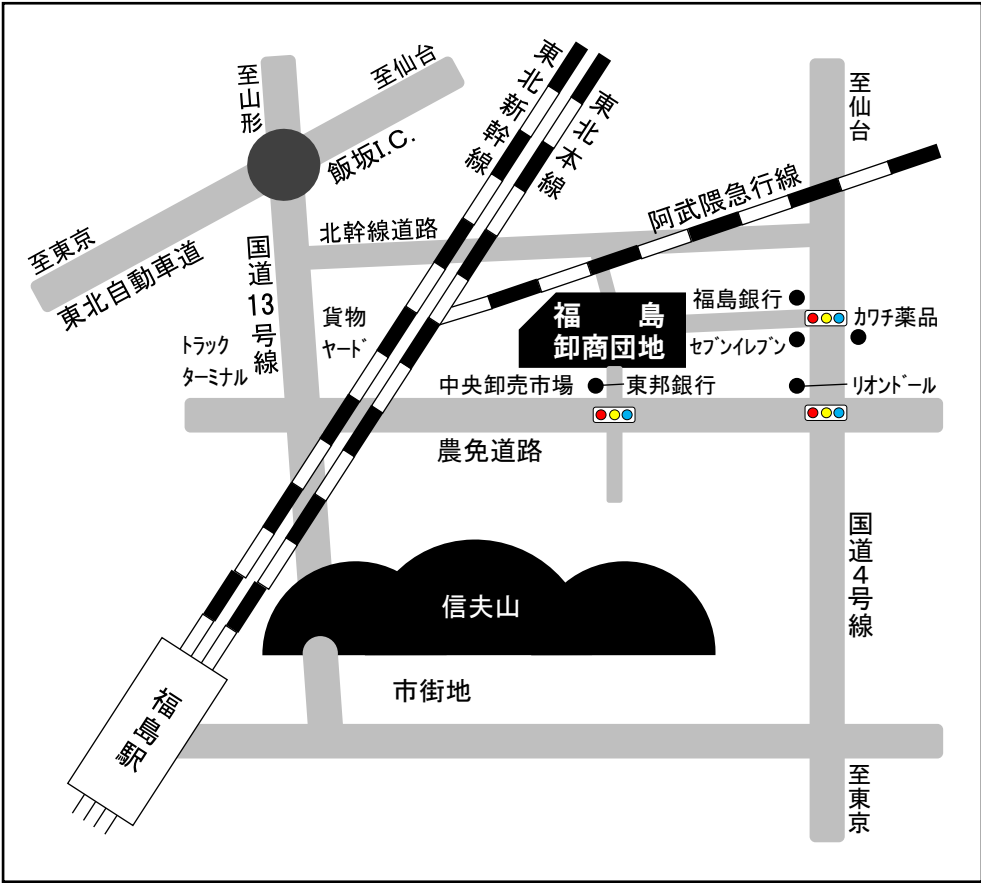 至山形
至仙台
飯坂I.C.
至東京
東北自動車道
東北新幹線
東北本線
至仙台
阿武隈急行線
北幹線道路
国道13号線
貨物
ヤード
トラック
ターミナル
福島
卸商団地
福島銀行
カワチ薬品
セブンイレブン
中央卸売市場
東邦銀行
リオンドール
農免道路
国道4号線
信夫山
市街地
福島駅
至東京